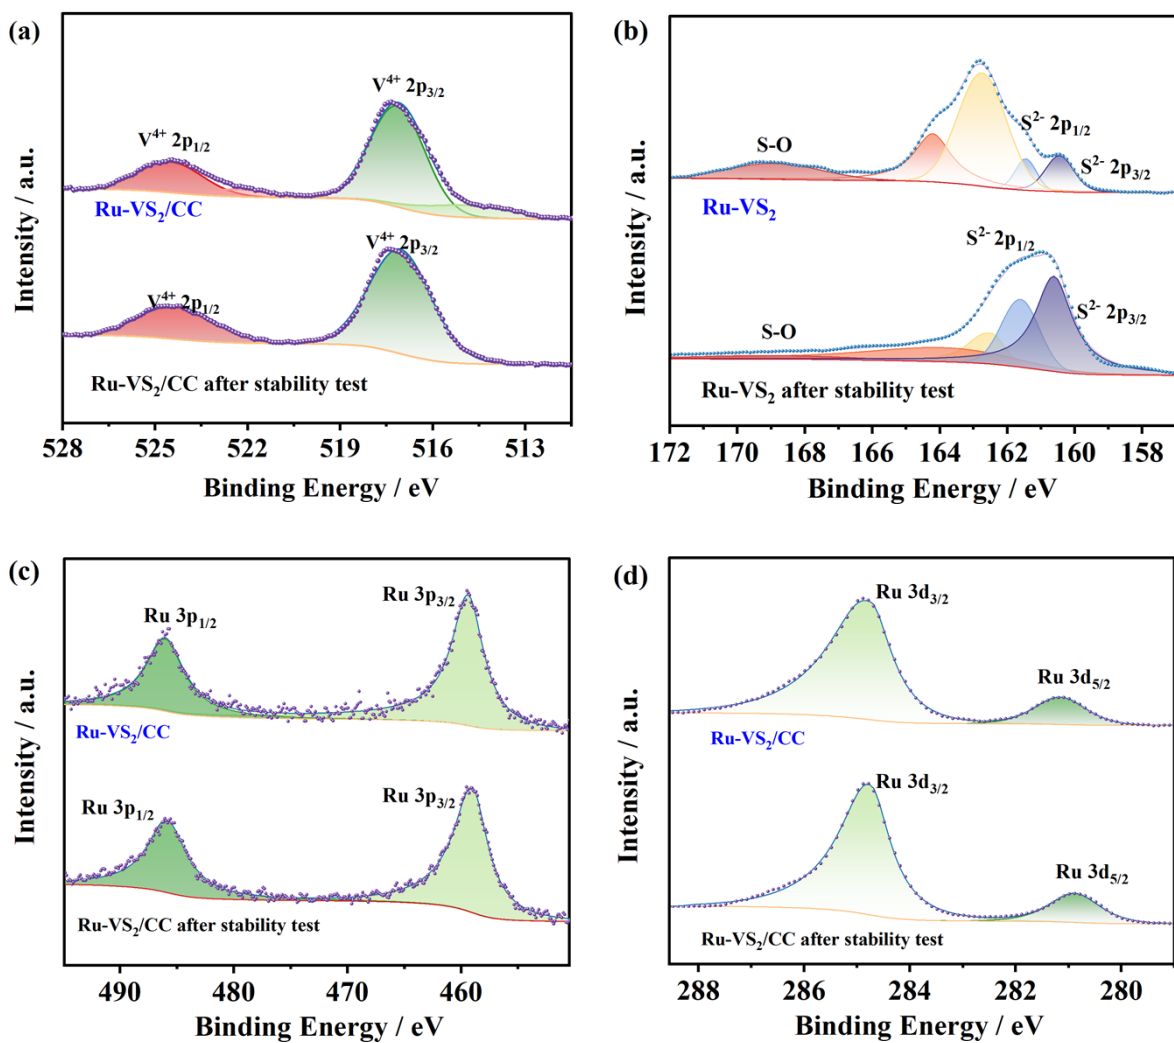 (a)
V⁴⁺ 2p₃/₂
V⁴⁺ 2p₁/₂
Ru-VS₂/CC
V⁴⁺ 2p₃/₂
V⁴⁺ 2p₁/₂
Ru-VS₂/CC after stability test
Intensity / a.u.
528 525 522 519 516 513
Binding Energy / eV
(b)
S-O
S²⁻ 2p₁/₂
S²⁻ 2p₃/₂
Ru-VS₂
S²⁻ 2p₁/₂
S-O
S²⁻ 2p₃/₂
Ru-VS₂ after stability test
Intensity / a.u.
172 170 168 166 164 162 160 158
Binding Energy / eV
(c)
Ru 3p₁/₂
Ru 3p₃/₂
Ru-VS₂/CC
Ru 3p₁/₂
Ru 3p₃/₂
Ru-VS₂/CC after stability test
Intensity / a.u.
490 480 470 460
Binding Energy / eV
(d)
Ru 3d₃/₂
Ru 3d₅/₂
Ru-VS₂/CC
Ru 3d₃/₂
Ru 3d₅/₂
Ru-VS₂/CC after stability test
Intensity / a.u.
288 286 284 282 280
Binding Energy / eV